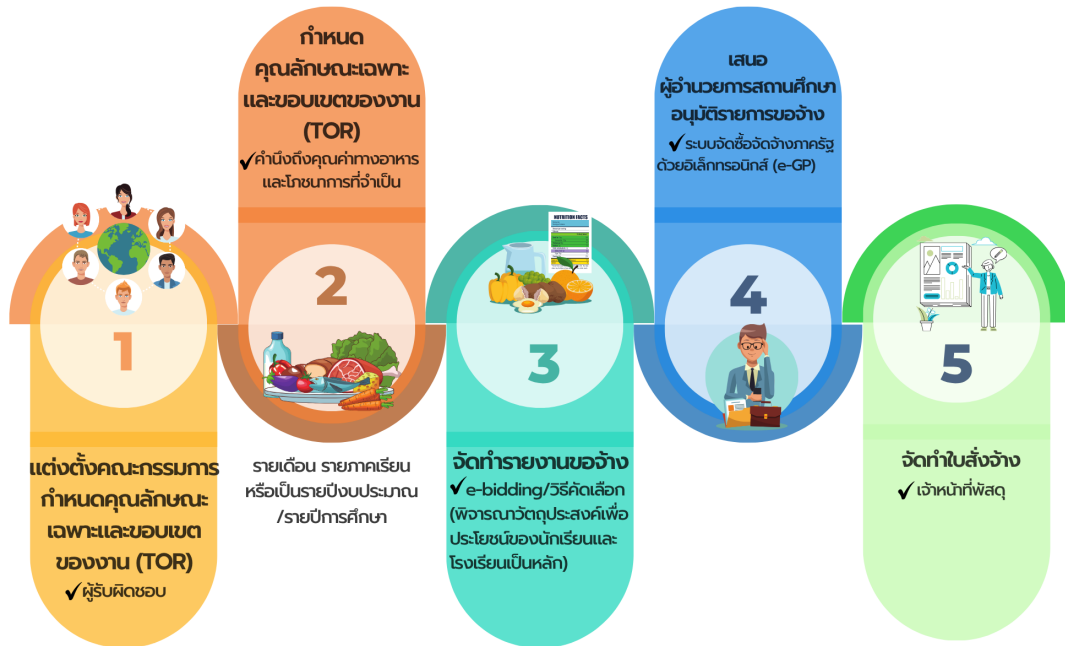 1
แต่งตั้งคณะกรรมการ
กำหนดคุณลักษณะ
เฉพาะและขอบเขต
ของงาน (TOR)
✓ผู้รับผิดชอบ
กำหนด
คุณลักษณะเฉพาะ
และขอบเขตของงาน
(TOR)
✓คำนึงถึงคุณค่าทางอาหาร
และโภชนาการที่จำเป็น
2
รายเดือน รายภาคเรียน
หรือเป็นรายปีงบประมาณ
/รายปีการศึกษา
NUTRITION FACTS
3
จัดทำรายงานขอจ้าง
✓e-bidding/วิธีคัดเลือก
(พิจารณาวัตถุประสงค์เพื่อ
ประโยชน์ของนักเรียนและ
โรงเรียนเป็นหลัก)
เสนอ
ผู้อำนวยการสถานศึกษา
อนุมัติรายการขอจ้าง
✓ระบบจัดซื้อจัดจ้างภาครัฐ
ด้วยอิเล็กทรอนิกส์ (e-GP)
4
5
จัดทำใบสั่งจ้าง
✓เจ้าหน้าที่พัสดุ